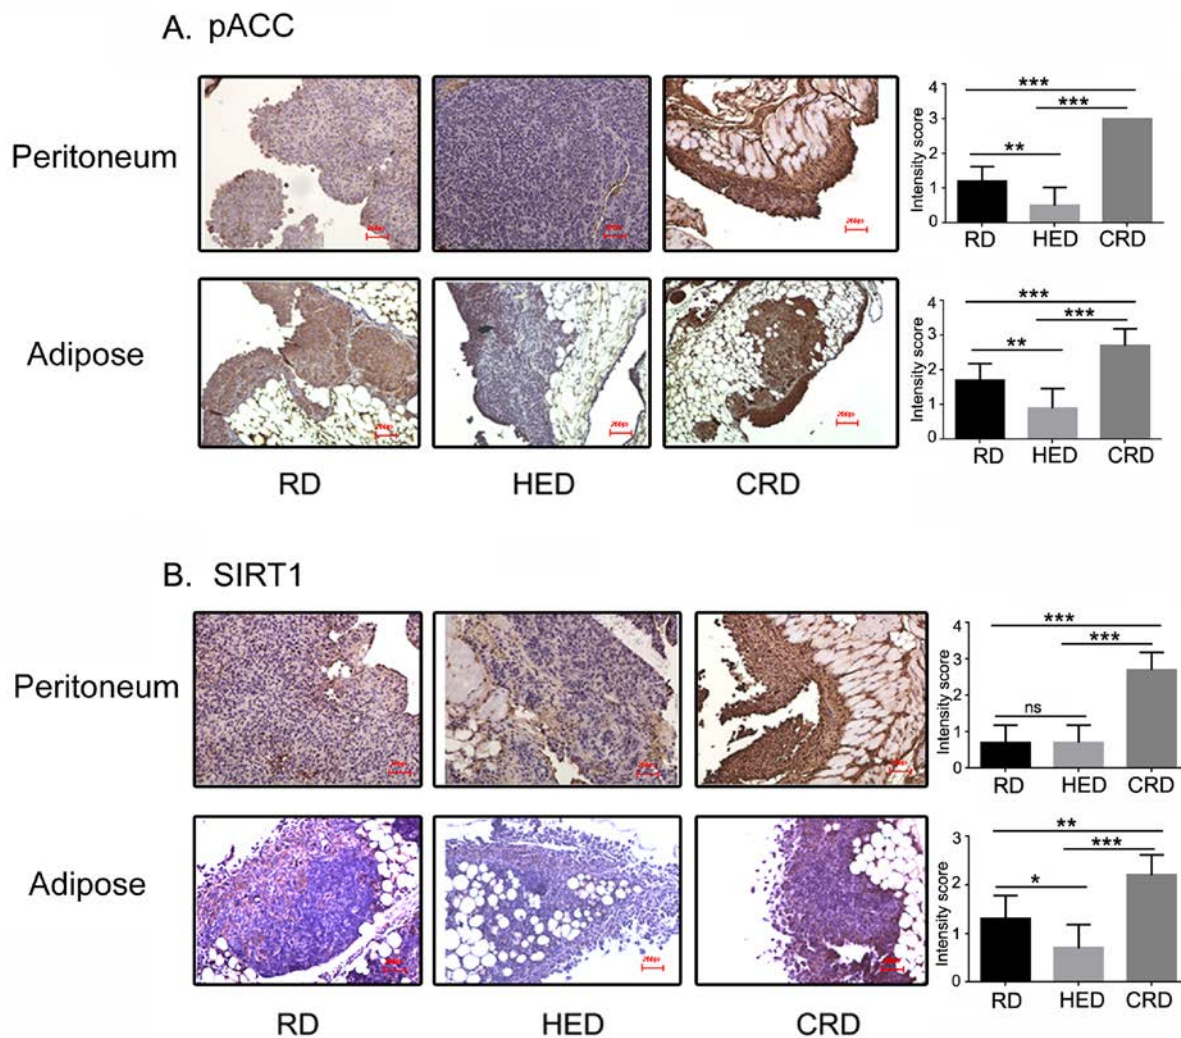 A. pACC
Peritoneum
Intensity score
4
3
2
1
0
***
***
**
RD HED CRD
Adipose
Intensity score
4
3
2
1
0
***
***
**
RD HED CRD
RD HED CRD
B. SIRT1
Peritoneum
Intensity score
4
3
2
1
0
***
***
ns
RD HED CRD
Adipose
Intensity score
3
2
1
0
**
***
*
RD HED CRD
RD HED CRD